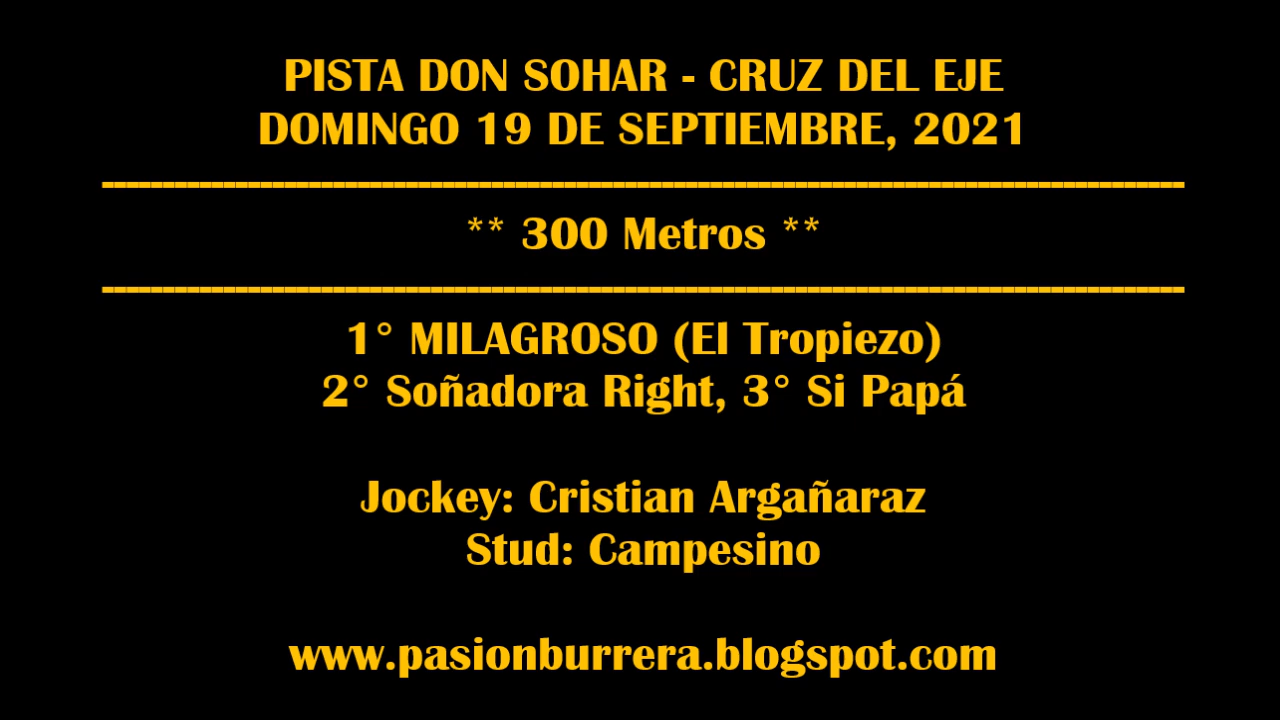 PISTA DON SOHAR - CRUZ DEL EJE
DOMINGO 19 DE SEPTIEMBRE, 2021
** 300 Metros **
1° MILAGROSO (El Tropiezo)
2° Soñadora Right, 3° Si Papá
Jockey: Cristian Argañaraz
Stud: Campesino
www.pasionburrera.blogspot.com